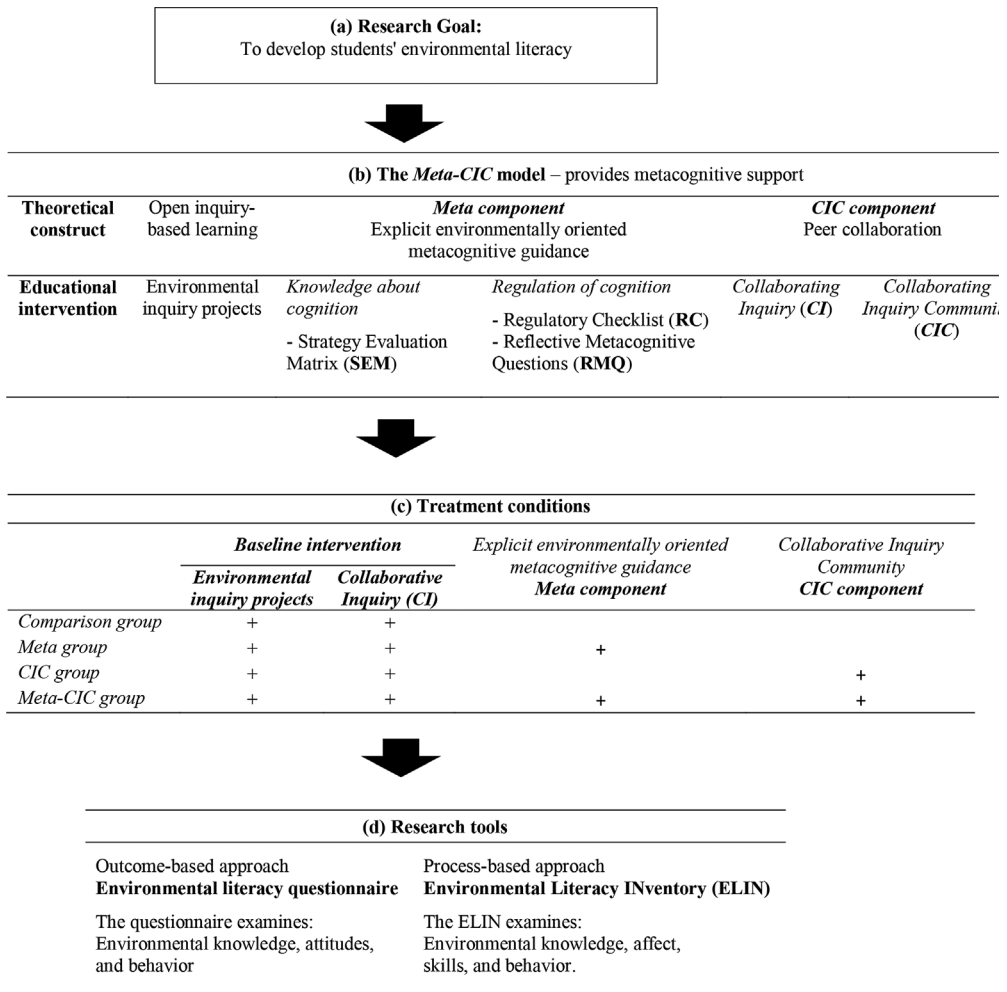 (a) Research Goal:
To develop students' environmental literacy
(b) The Meta-CIC model – provides metacognitive support
Theoretical construct
Open inquiry-based learning
Meta component
Explicit environmentally oriented
metacognitive guidance
CIC component
Peer collaboration
Educational
intervention
Environmental
inquiry projects
Knowledge about
cognition
- Strategy Evaluation
Matrix (SEM)
Regulation of cognition
- Regulatory Checklist (RC)
- Reflective Metacognitive
Questions (RMQ)
Collaborating
Inquiry (CI)
Collaborating
Inquiry Communi
(CIC)
(c) Treatment conditions
Baseline intervention
Explicit environmentally oriented
metacognitive guidance
Meta component
Collaborative Inquiry
Community
CIC component
Environmental
inquiry projects
Collaborative
Inquiry (CI)
Comparison group + +
Meta group + + +
CIC group + + +
Meta-CIC group + + + +
(d) Research tools
Outcome-based approach
Environmental literacy questionnaire
The questionnaire examines:
Environmental knowledge, attitudes,
and behavior
Process-based approach
Environmental Literacy INventory (ELIN)
The ELIN examines:
Environmental knowledge, affect,
skills, and behavior.